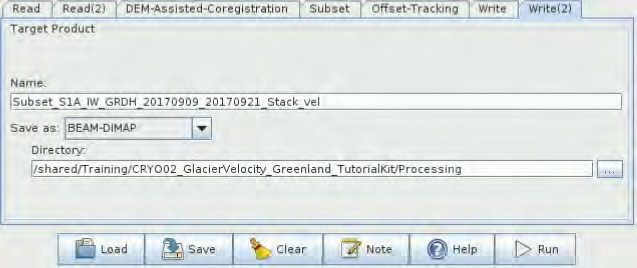 Read Read(2) DEM-Assisted-Coregistration Subset Offset-Tracking Write Write(2)
Target Product
Name:
Subset_S1A_IW_GRDH_20170909_20170921_Stack_vel
Save as: BEAM-DIMAP
Directory:
/shared/Training/CRYO02_GlacierVelocity_Greenland_TutorialKit/Processing
...
Load Save Clear Note Help Run